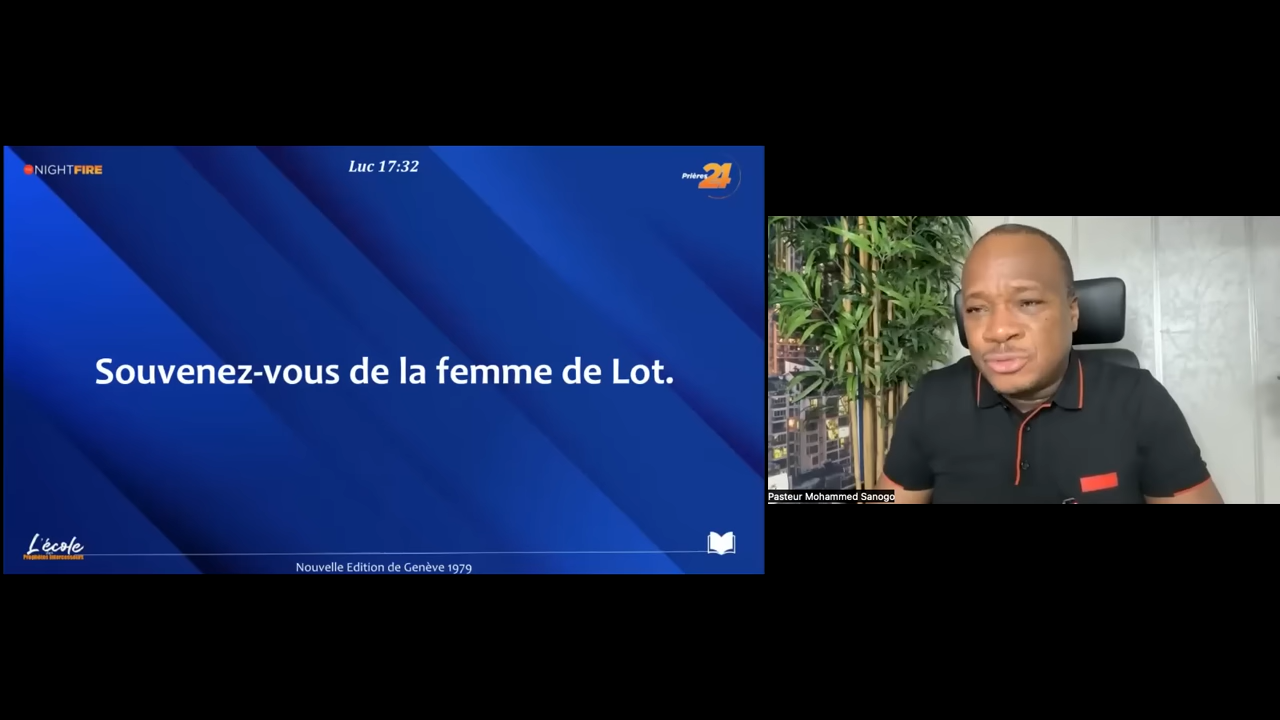 NIGHTFIRE
Luc 17:32
Prières 24
Souvenez-vous de la femme de Lot.
L'école
Nouvelle Edition de Genève 1979
Pasteur Mohammed Sanogo